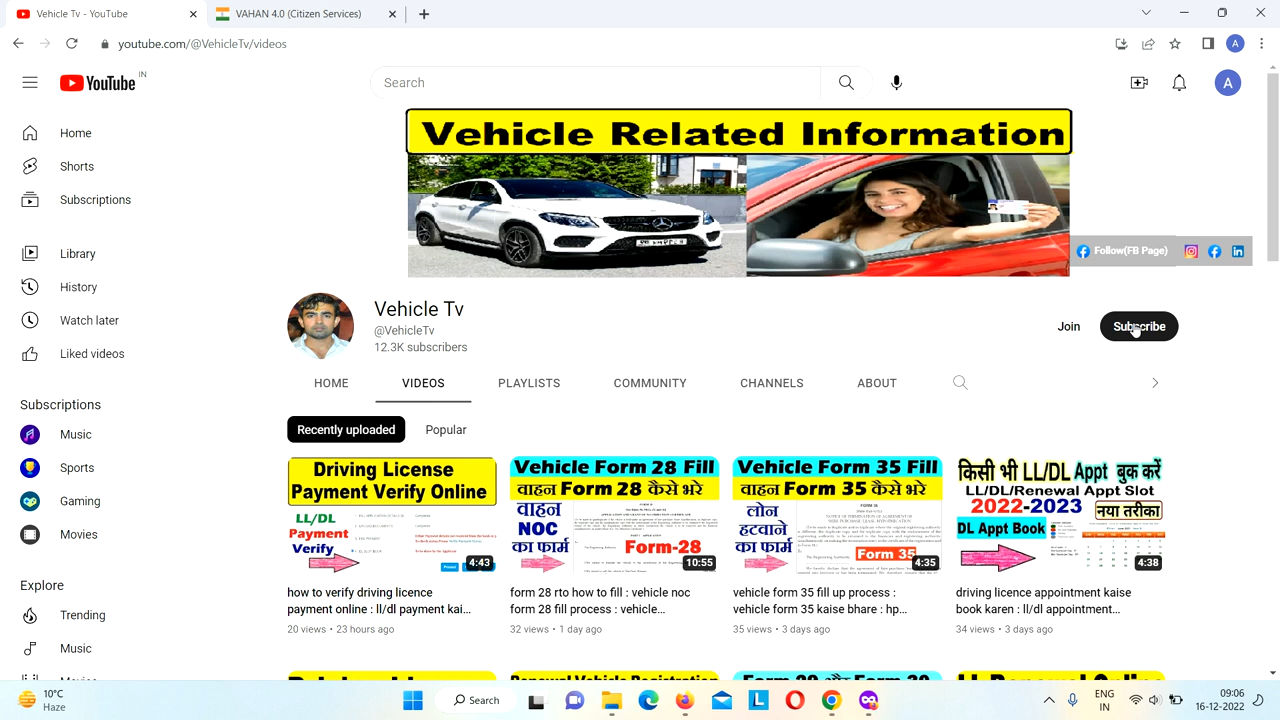 Vehicle Tv - YouTube
VAHAN 4.0 (Citizen Services)
youtube.com/@VehicleTv/videos
A
YouTube IN
Search
A
Home
Shorts
Subscriptions
Library
History
Watch later
Liked videos
Subscriptions
Music
Sports
Gaming
Movies
Explore
Trending
Music
Vehicle Related Information
Follow(FB Page)
Vehicle Tv
@VehicleTv
12.3K subscribers
Join
Subscribe
HOME
VIDEOS
PLAYLISTS
COMMUNITY
CHANNELS
ABOUT
Recently uploaded
Popular
Driving License
Payment Verify Online
LL/DL
Payment
Verify
4:43
how to verify driving licence
payment online : ll/dl payment kai...
20 views • 23 hours ago
Vehicle Form 28 Fill
वाहन Form 28 कैसे भरे
वाहन
NOC
का फार्म
Form-28
10:55
form 28 rto how to fill : vehicle noc
form 28 fill process : vehicle...
32 views • 1 day ago
Vehicle Form 35 Fill
वाहन Form 35 कैसे भरे
लोन
हटवाने
का फार्म
FORM 35
Form 35
4:35
vehicle form 35 fill up process :
vehicle form 35 kaise bhare : hp...
35 views • 3 days ago
किसी भी LL/DL Appt बुक करें
LL/DL/Renewal Appt Slot
2022-2023
नया तरीका
DL Appt Book
4:38
driving licence appointment kaise
book karen : ll/dl appointment...
34 views • 3 days ago
10°C
Haze
Search
ENG
IN
16-12-2022